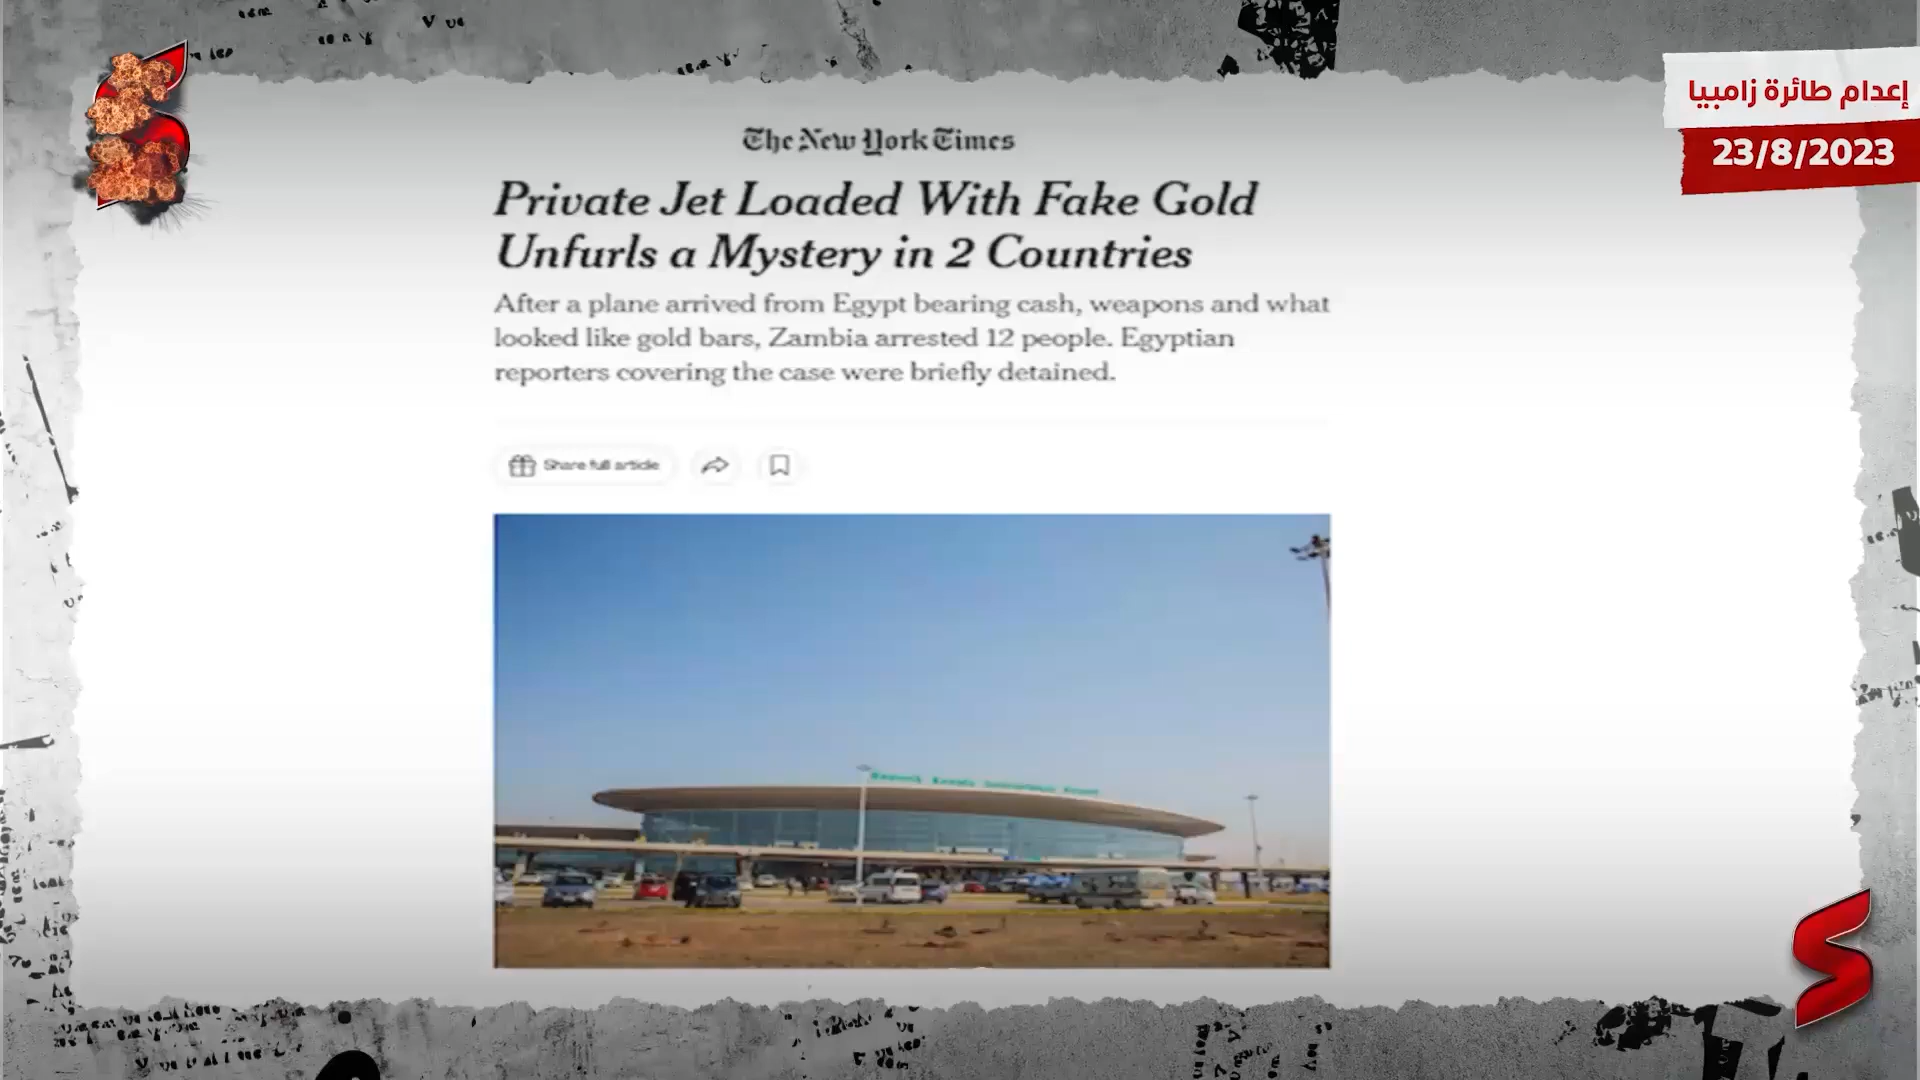 إعدام طائرة زامبيا
23/8/2023
The New York Times
Private Jet Loaded With Fake Gold
Unfurls a Mystery in 2 Countries
After a plane arrived from Egypt bearing cash, weapons and what
looked like gold bars, Zambia arrested 12 people. Egyptian
reporters covering the case were briefly detained.
Share full article